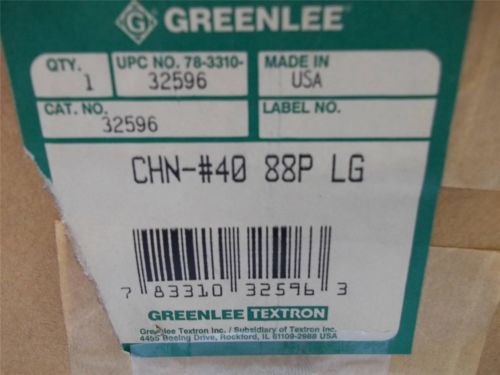 G GREENLEE®
QTY. UPC NO. 78-3310- MADE IN
1 32596 USA
CAT. NO. LABEL NO.
32596
CHN-#40 88P LG
7 83310 32596 3
GREENLEE TEXTRON
Greenlee Textron Inc. / Subsidiary of Textron Inc.
4455 Boeing Drive, Rockford, IL 61109-2988 USA